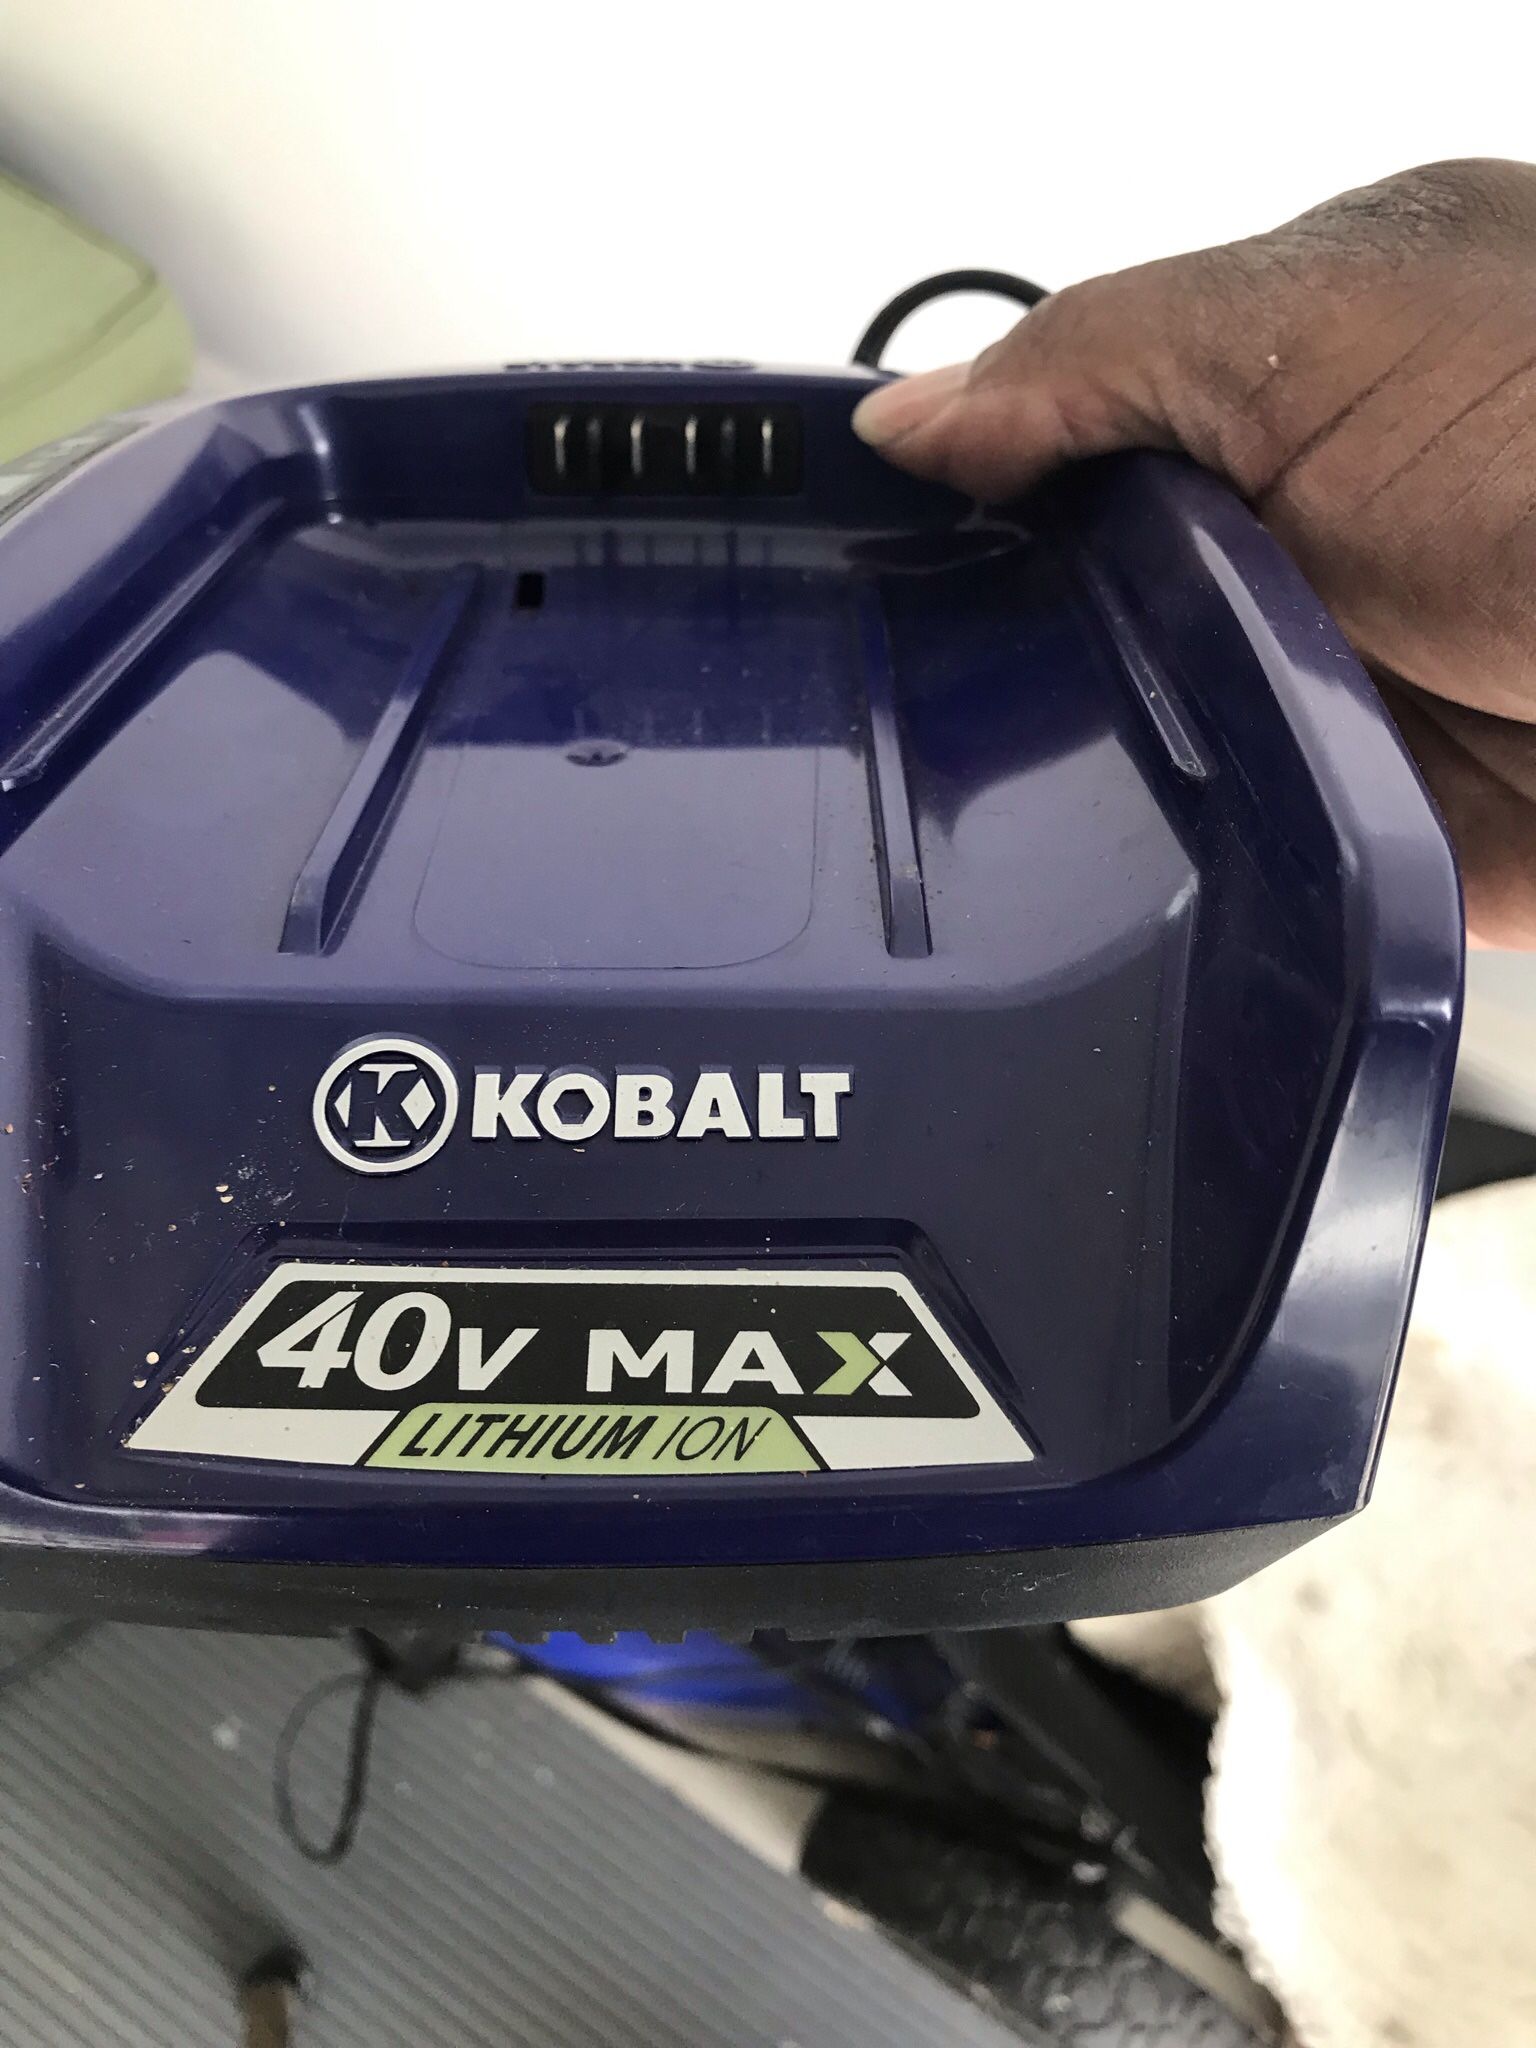 K KOBALT
40V MAX
LITHIUM ION